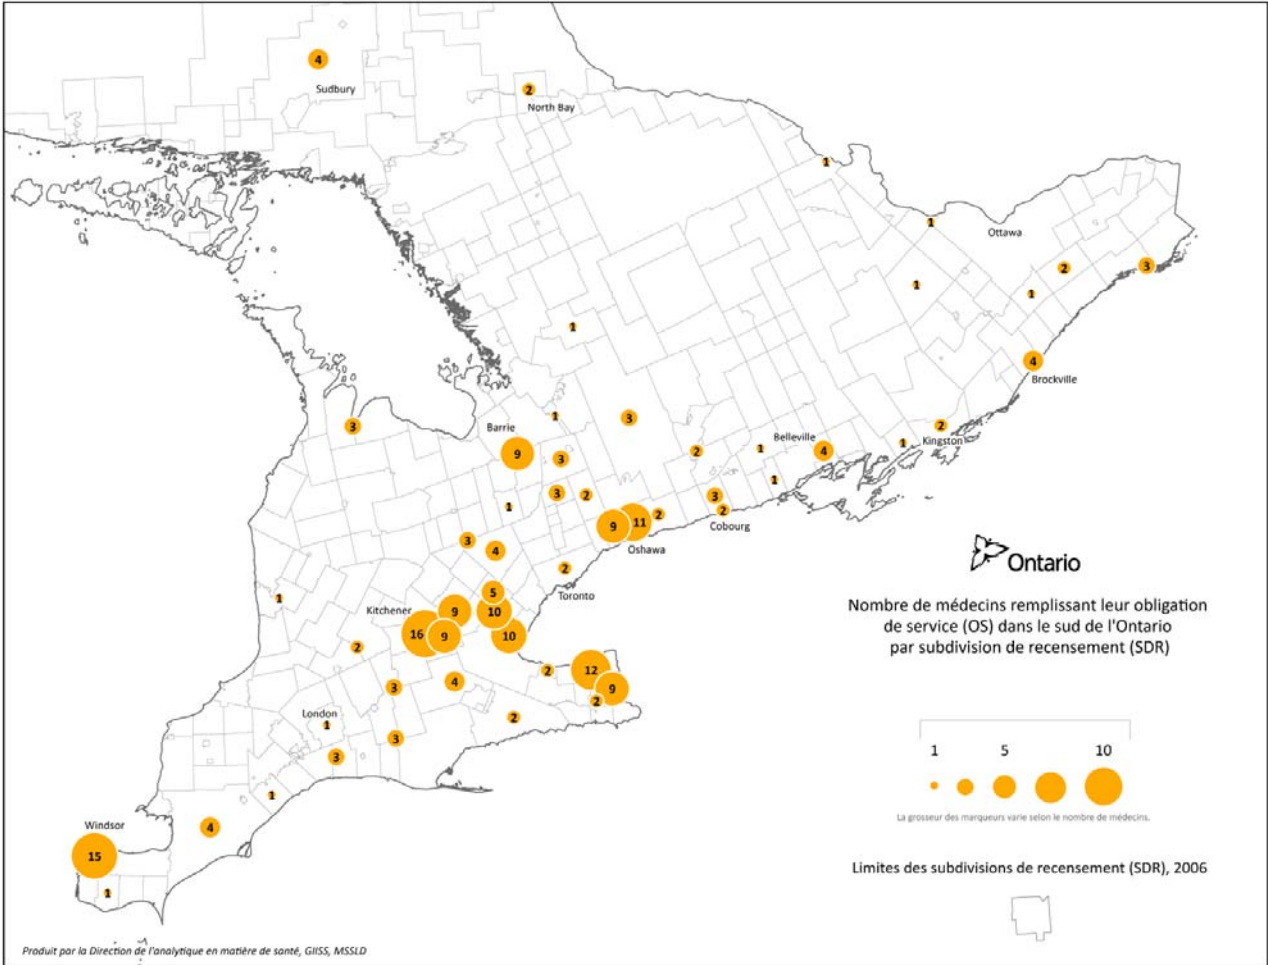 4
Sudbury
2
North Bay
1
1
Ottawa
2
3
1
1
1
4
Brockville
3
1
3
2
Barrie
9
3
2
1
Belleville
4
1
Kingston
1
3
2
3
2
1
9
11
2
Cobourg
Oshawa
3
4
2
Toronto
5
1
Kitchener
9
10
16
9
10
2
2
12
9
2
3
4
2
London
1
3
3
1
4
Windsor
15
1
Ontario
Nombre de médecins remplissant leur obligation
de service (OS) dans le sud de l'Ontario
par subdivision de recensement (SDR)
1 5 10
La grosseur des marqueurs varie selon le nombre de médecins.
Limites des subdivisions de recensement (SDR), 2006
Produit par la Direction de l'analytique en matière de santé, GIISS, MSSLD